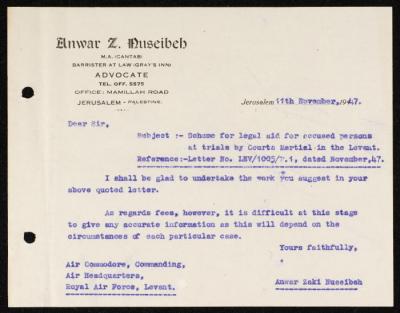 Anwar Z. Nuseibeh
M.A. (CANTAB)
BARRISTER AT LAW (GRAY'S INN)
ADVOCATE
TEL. OFF. 5575
OFFICE: MAMILLAH ROAD
JERUSALEM - PALESTINE.
Jerusalem 11th November, 1947.
Dear Sir,
Subject :- Scheme for legal aid for accused persons
at trials by Courts Martial in the Levant.
Reference:-Letter No. LEV/1005/P.1, dated November,47.
I shall be glad to undertake the work you suggest in your
above quoted letter.
As regards fees, however, it is difficult at this stage
to give any accurate information as this will depend on the
circumstances of each particular case.
Yours faithfully,
Air Commodore, Commanding,
Air Headquarters,
Royal Air Force, Levant.
Anwar Zaki Nuseibah